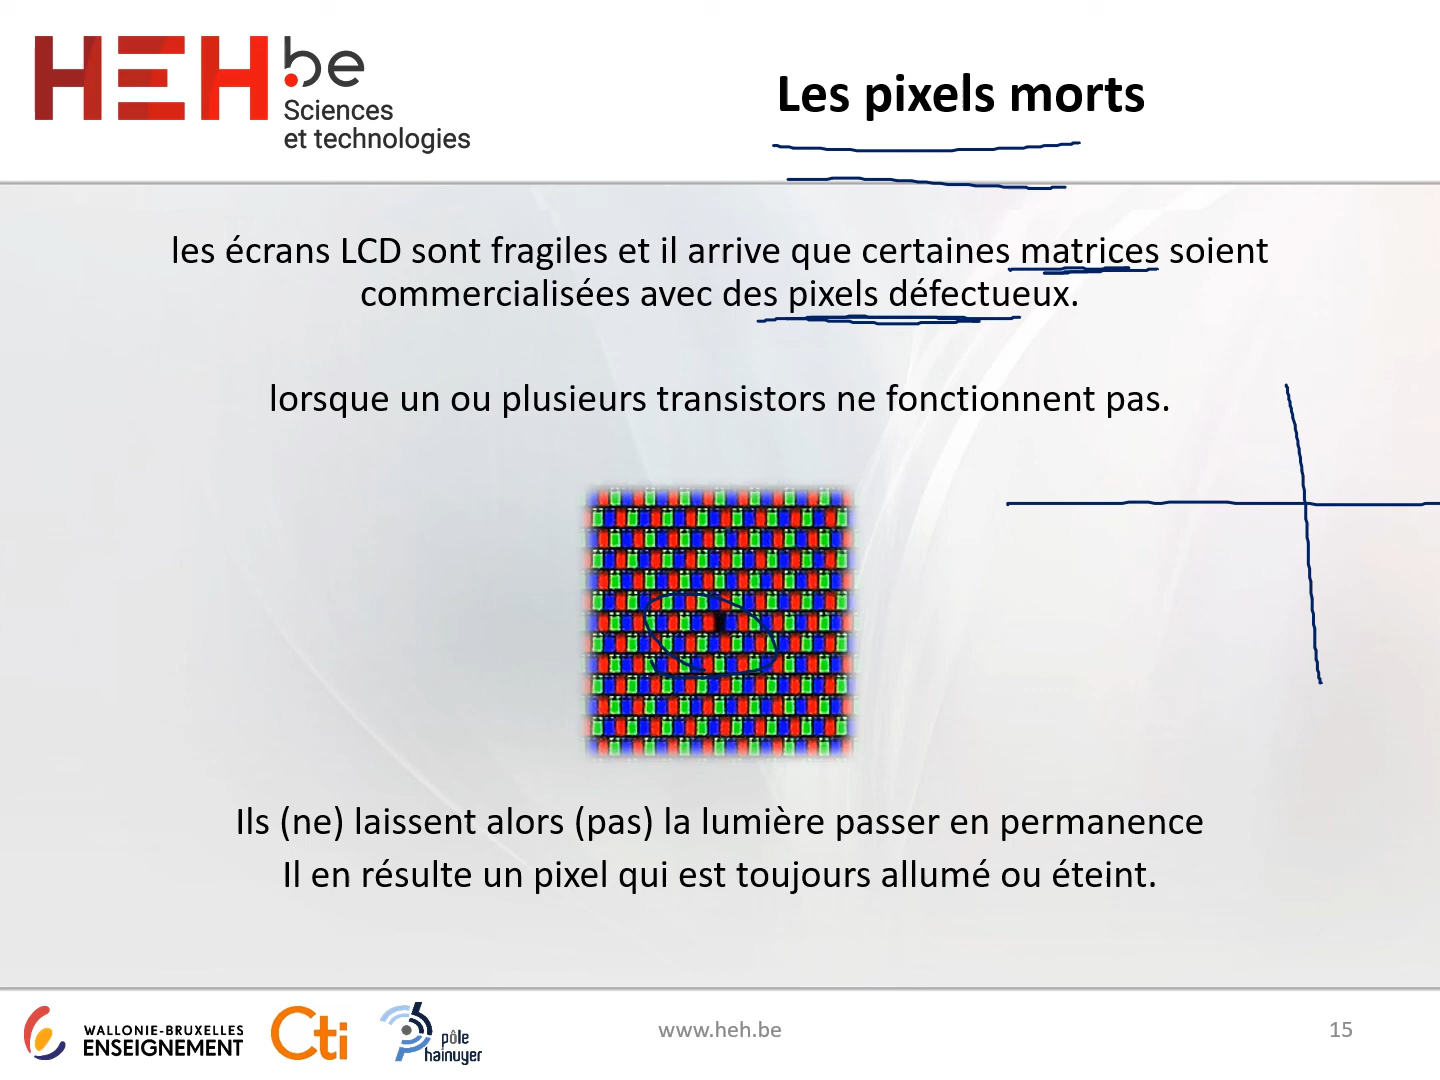 HEH.be
Sciences
et technologies
Les pixels morts
les écrans LCD sont fragiles et il arrive que certaines matrices soient
commercialisées avec des pixels défectueux.
lorsque un ou plusieurs transistors ne fonctionnent pas.
Ils (ne) laissent alors (pas) la lumière passer en permanence
Il en résulte un pixel qui est toujours allumé ou éteint.
WALLONIE-BRUXELLES
ENSEIGNEMENT
Cti
pôle
hainuyer
www.heh.be
15